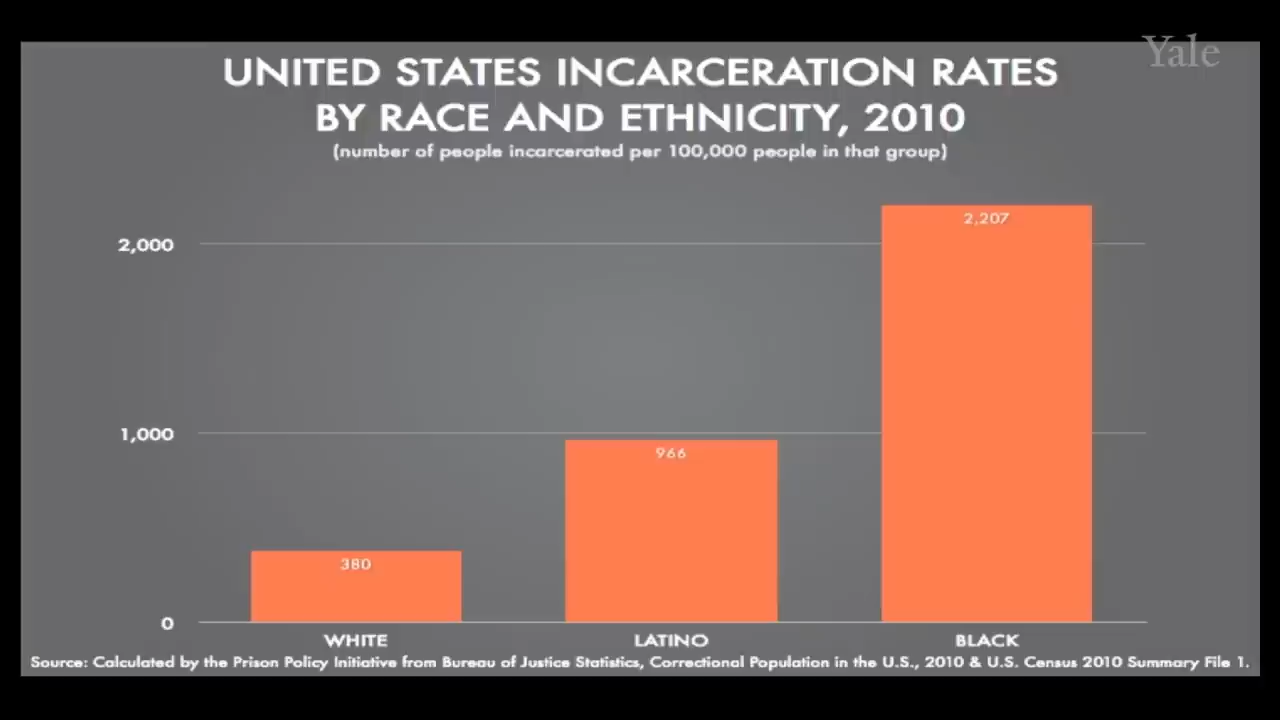 Yale
UNITED STATES INCARCERATION RATES
BY RACE AND ETHNICITY, 2010
(number of people incarcerated per 100,000 people in that group)
2,207
2,000
1,000
966
380
0
WHITE LATINO BLACK
Source: Calculated by the Prison Policy Initiative from Bureau of Justice Statistics, Correctional Population in the U.S., 2010 & U.S. Census 2010 Summary File 1.